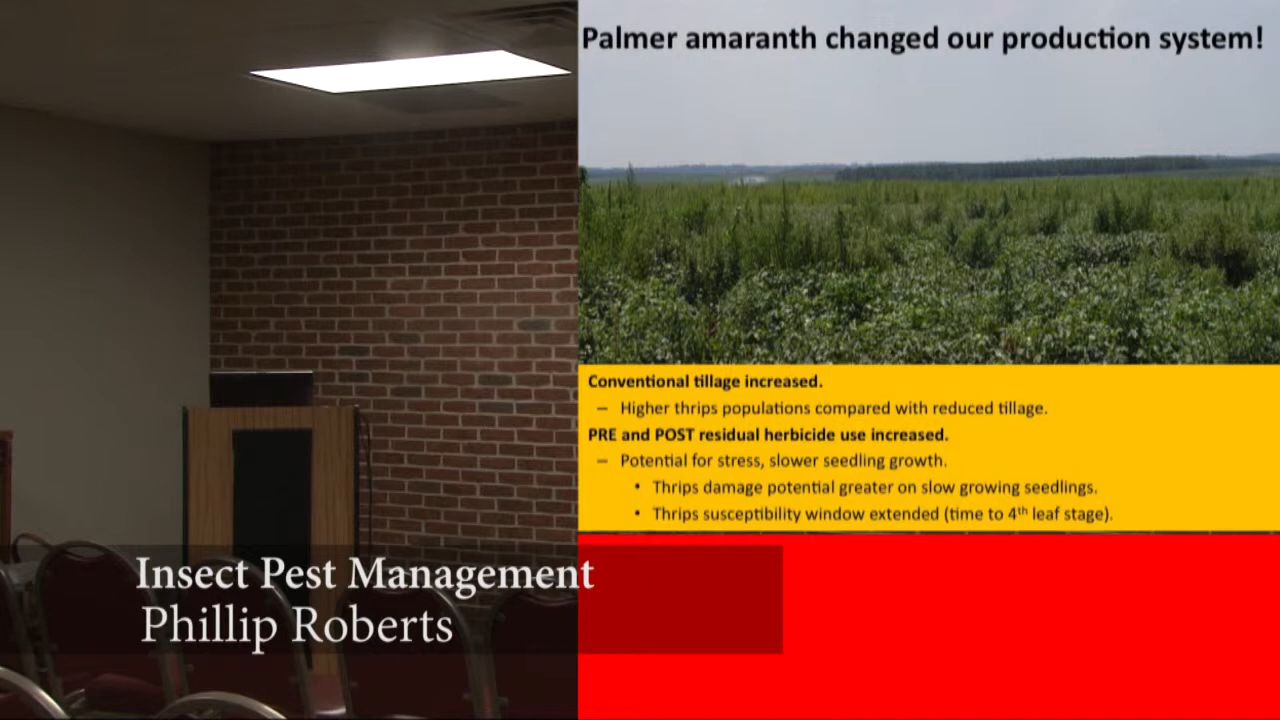 Palmer amaranth changed our production system!
Conventional tillage increased.
– Higher thrips populations compared with reduced tillage.
PRE and POST residual herbicide use increased.
– Potential for stress, slower seedling growth.
• Thrips damage potential greater on slow growing seedlings.
• Thrips susceptibility window extended (time to 4th leaf stage).
Insect Pest Management
Phillip Roberts